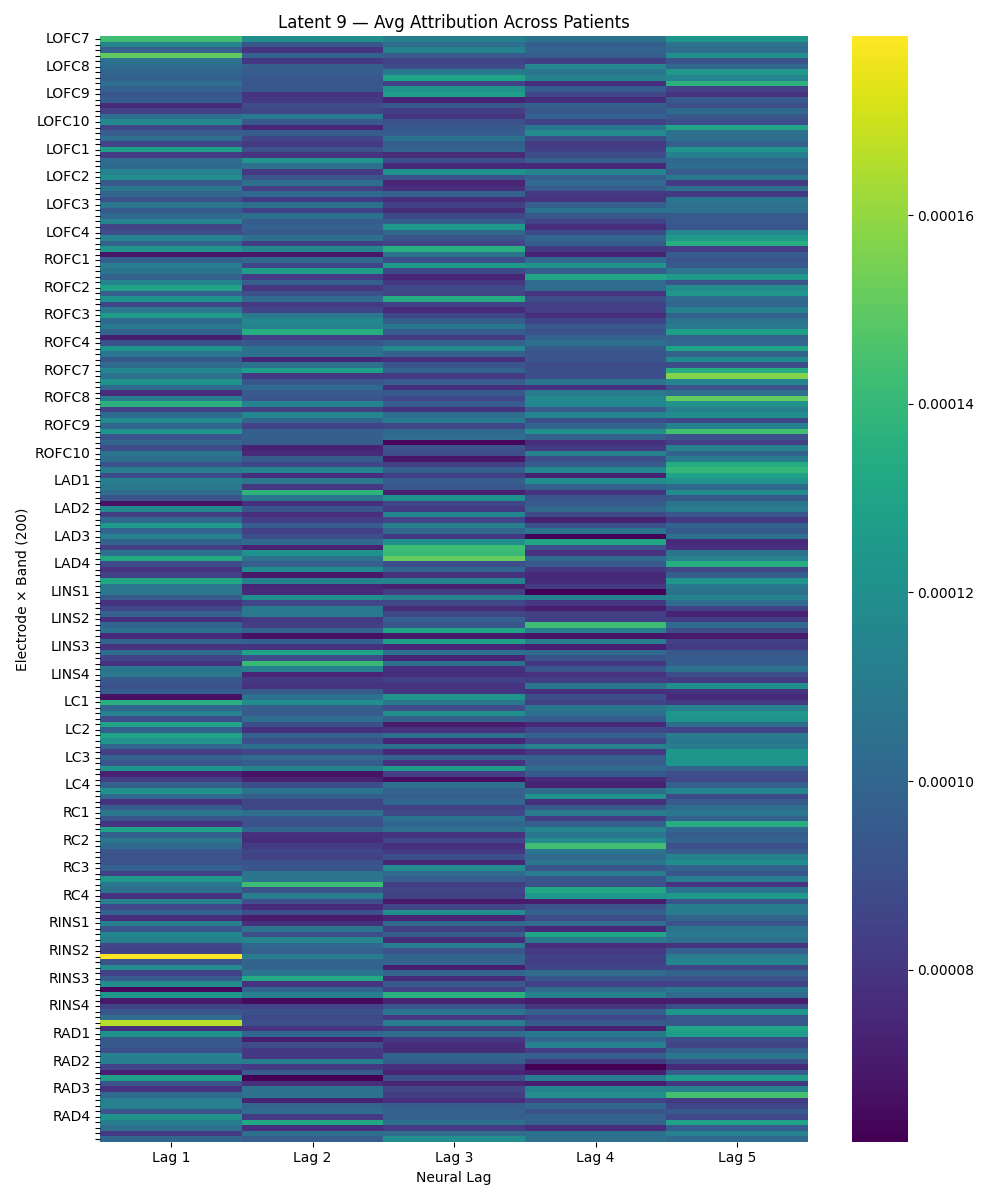 Latent 9 — Avg Attribution Across Patients
LOFC7
LOFC8
LOFC9
LOFC10
LOFC1
LOFC2
LOFC3
LOFC4
ROFC1
ROFC2
ROFC3
ROFC4
ROFC7
ROFC8
ROFC9
ROFC10
LAD1
LAD2
LAD3
LAD4
LINS1
LINS2
LINS3
LINS4
LC1
LC2
LC3
LC4
RC1
RC2
RC3
RC4
RINS1
RINS2
RINS3
RINS4
RAD1
RAD2
RAD3
RAD4
Electrode × Band (200)
Lag 1 Lag 2 Lag 3 Lag 4 Lag 5
Neural Lag
0.00016
0.00014
0.00012
0.00010
0.00008